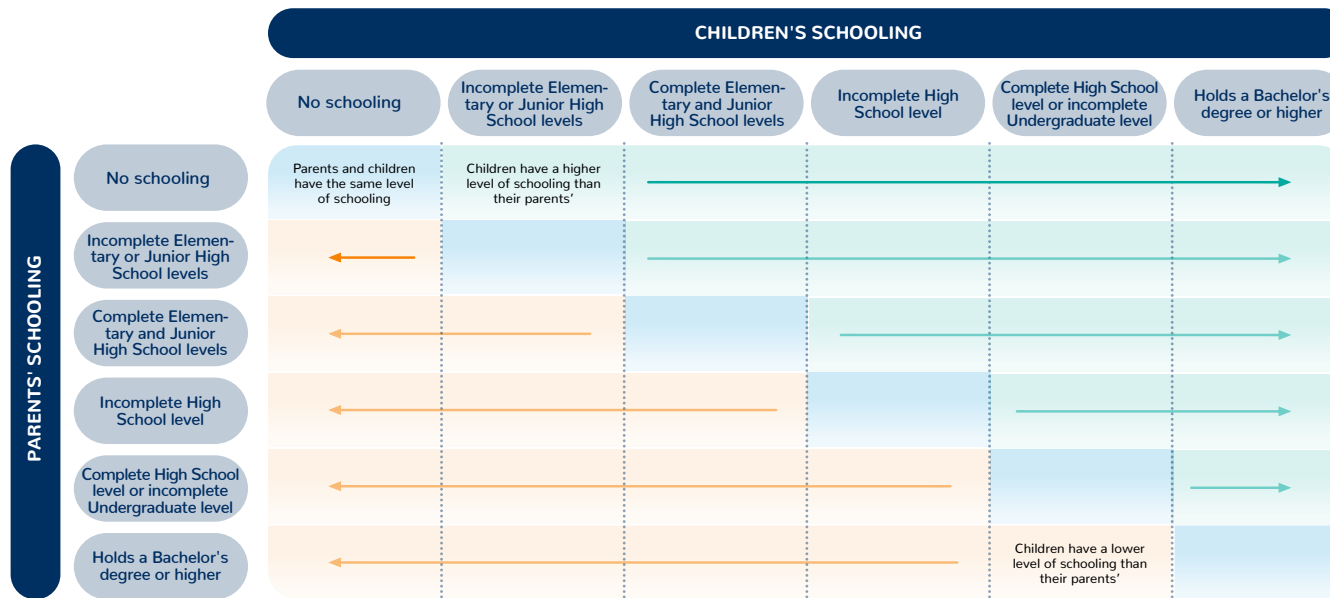 CHILDREN'S SCHOOLING
No schooling
Incomplete Elemen-
tary or Junior High
School levels
Complete Elemen-
tary and Junior
High School levels
Incomplete High
School level
Complete High School
level or incomplete
Undergraduate level
Holds a Bachelor's
degree or higher
PARENTS' SCHOOLING
No schooling
Parents and children
have the same level
of schooling
Children have a higher
level of schooling than
their parents’
Incomplete Elemen-
tary or Junior High
School levels
Complete Elemen-
tary and Junior
High School levels
Incomplete High
School level
Complete High School
level or incomplete
Undergraduate level
Holds a Bachelor's
degree or higher
Children have a lower
level of schooling than
their parents’